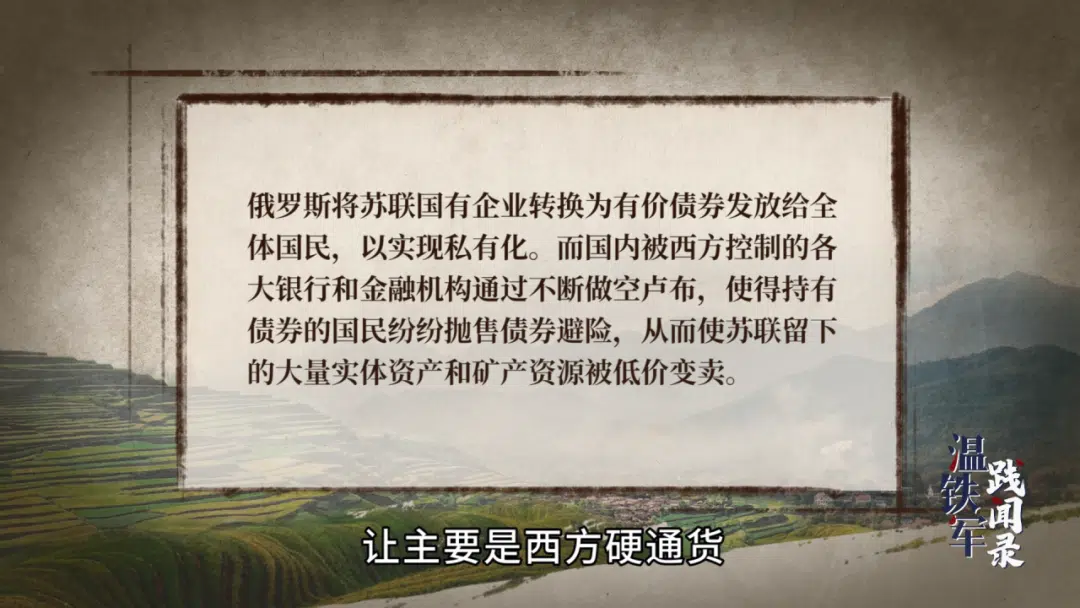 俄罗斯将苏联国有企业转换为有价债券发放给全
体国民，以实现私有化。而国内被西方控制的各
大银行和金融机构通过不断做空卢布，使得持有
债券的国民纷纷抛售债券避险，从而使苏联留下
的大量实体资产和矿产资源被低价变卖。
温铁军
践闻录
让主要是西方硬通货